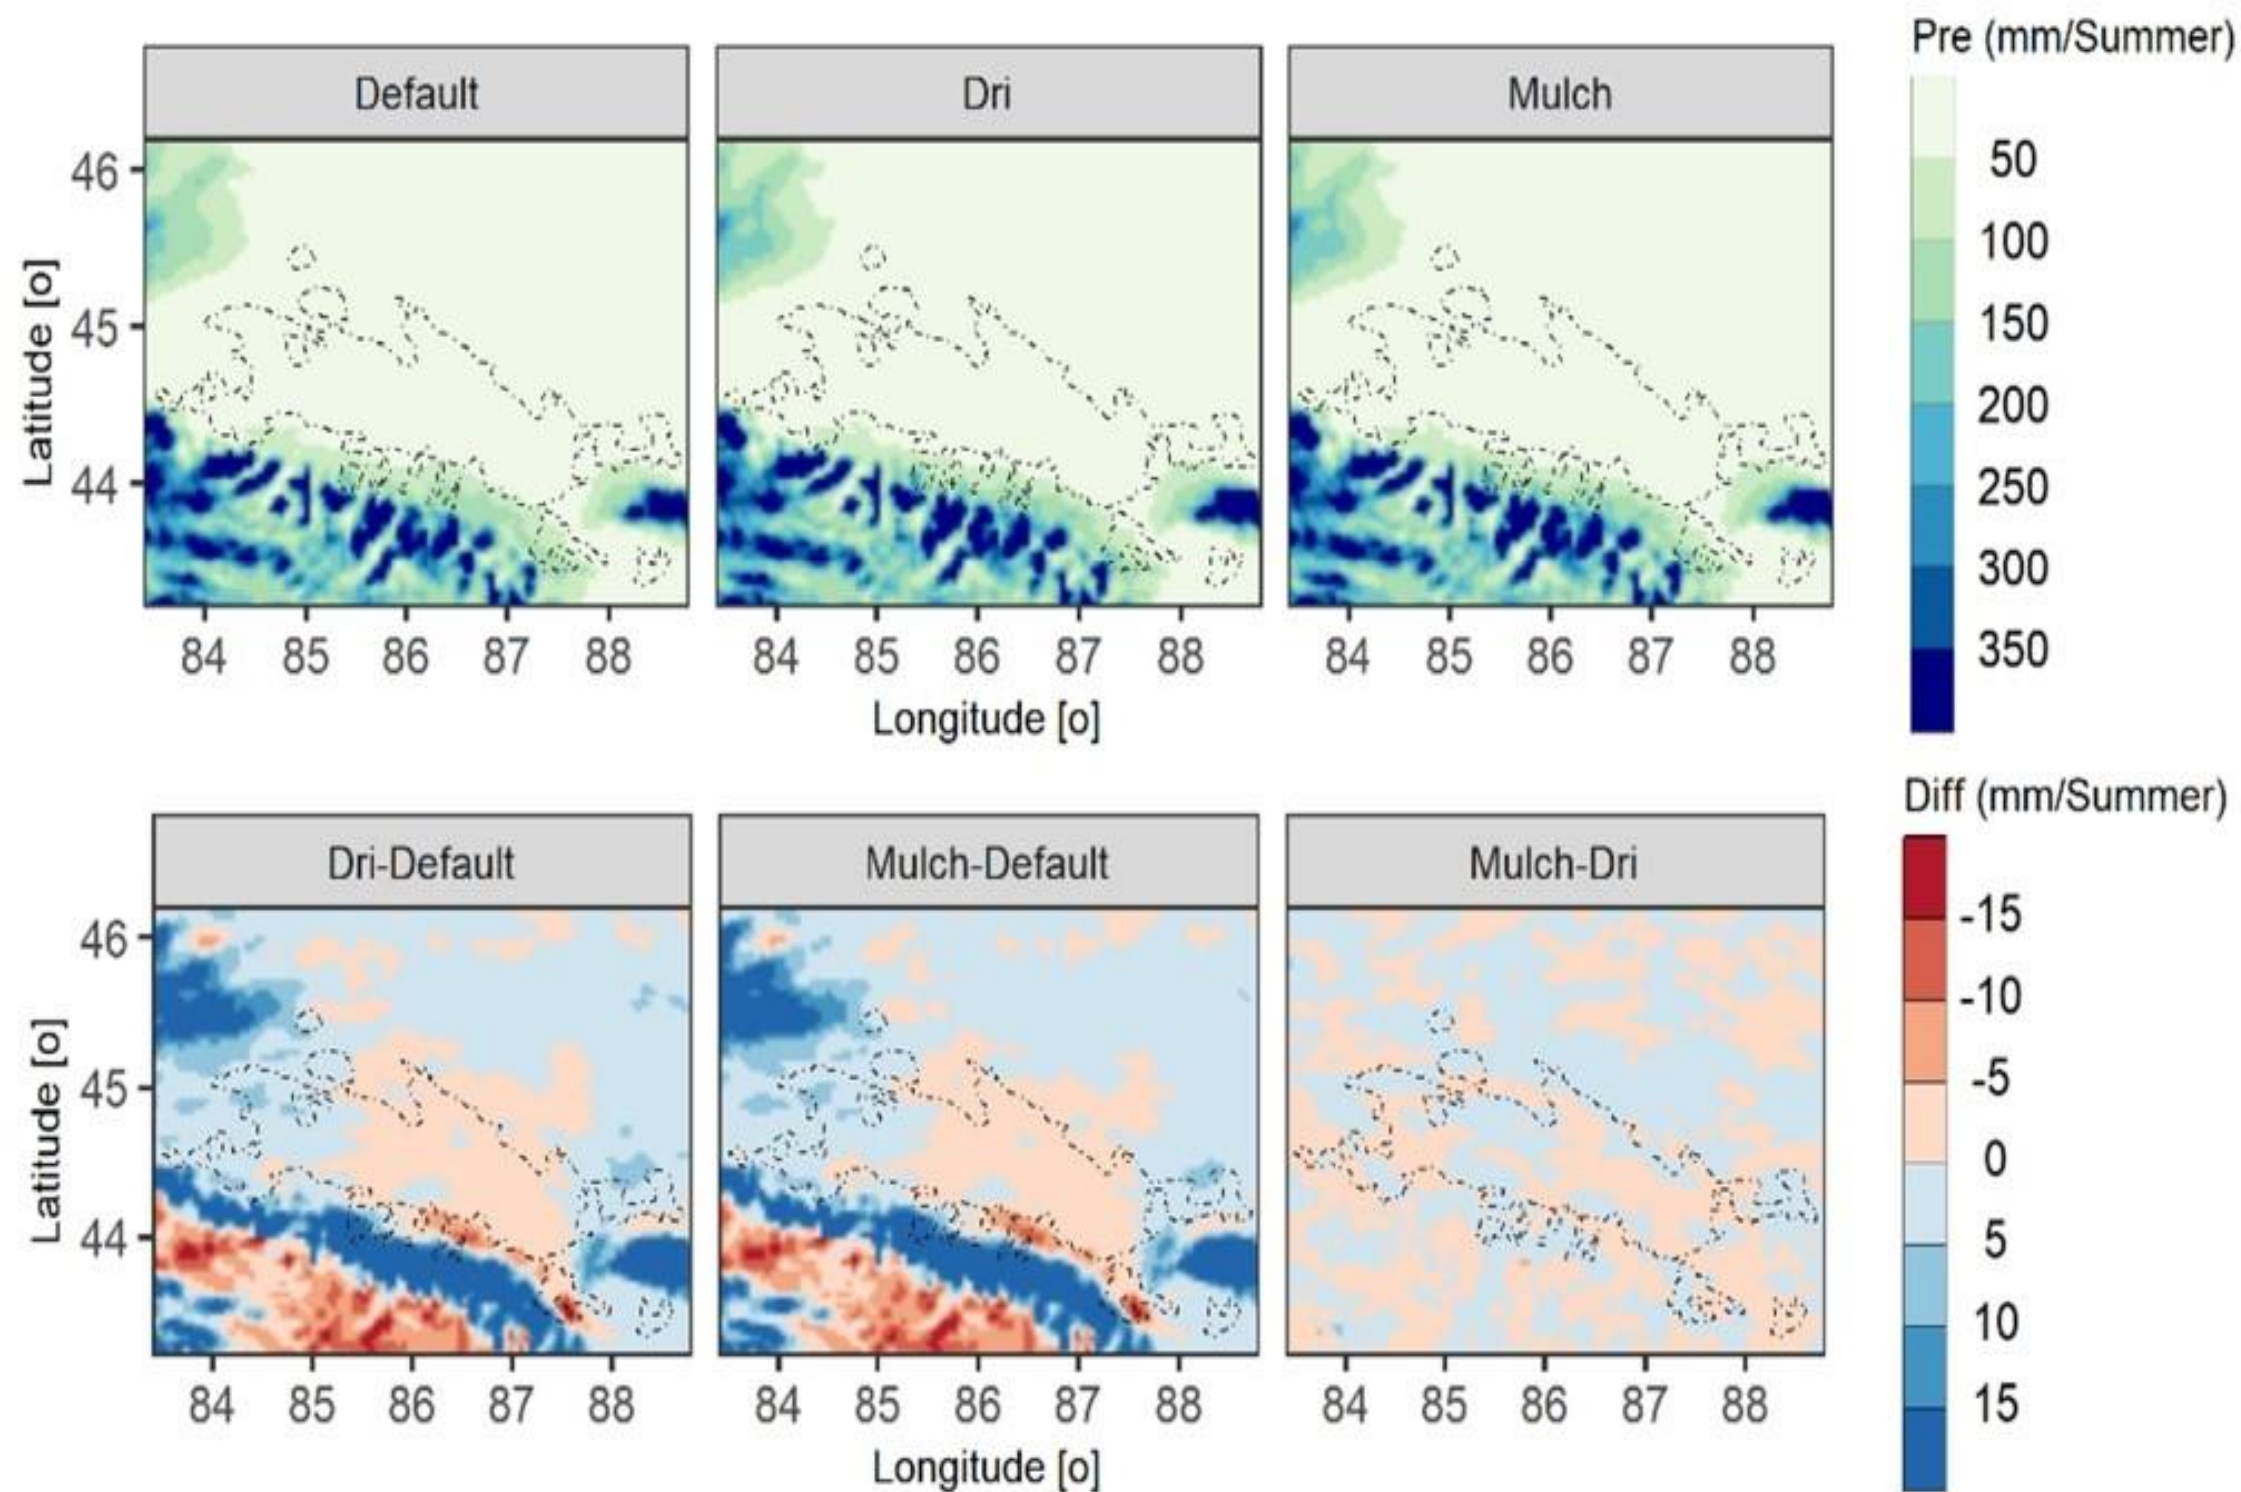 Pre (mm/Summer)
Default
Dri
Mulch
46
45
44
Latitude [o]
84 85 86 87 88
84 85 86 87 88
84 85 86 87 88
Longitude [o]
50
100
150
200
250
300
350
Diff (mm/Summer)
Dri-Default
Mulch-Default
Mulch-Dri
46
45
44
Latitude [o]
84 85 86 87 88
84 85 86 87 88
84 85 86 87 88
Longitude [o]
-15
-10
-5
0
5
10
15